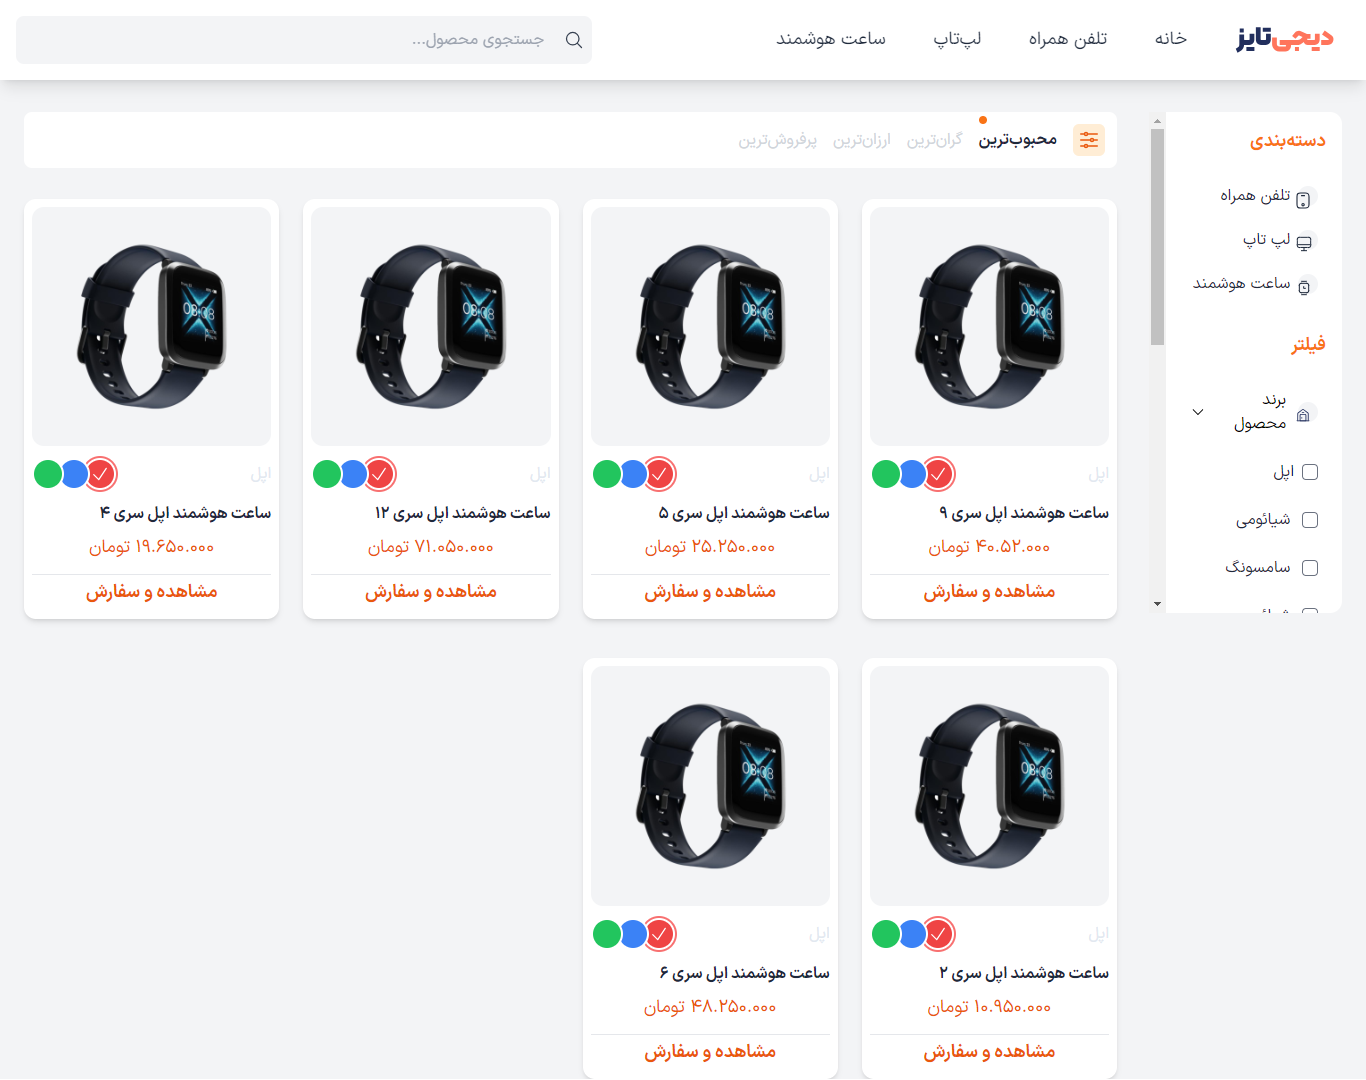 دیجی‌تایز
خانه
تلفن همراه
لپ‌تاپ
ساعت هوشمند
جستجوی محصول...
دسته‌بندی
تلفن همراه
لپ تاپ
ساعت هوشمند
فیلتر
برند
محصول
اپل
شیائومی
سامسونگ
محبوب‌ترین
گران‌ترین
ارزان‌ترین
پرفروش‌ترین
اپل
ساعت هوشمند اپل سری ۹
۴۰.۵۲.۰۰۰ تومان
مشاهده و سفارش
اپل
ساعت هوشمند اپل سری ۵
۲۵.۲۵۰.۰۰۰ تومان
مشاهده و سفارش
اپل
ساعت هوشمند اپل سری ۱۲
۷۱.۰۵۰.۰۰۰ تومان
مشاهده و سفارش
اپل
ساعت هوشمند اپل سری ۴
۱۹.۶۵۰.۰۰۰ تومان
مشاهده و سفارش
اپل
ساعت هوشمند اپل سری ۲
۱۰.۹۵۰.۰۰۰ تومان
مشاهده و سفارش
اپل
ساعت هوشمند اپل سری ۶
۴۸.۲۵۰.۰۰۰ تومان
مشاهده و سفارش